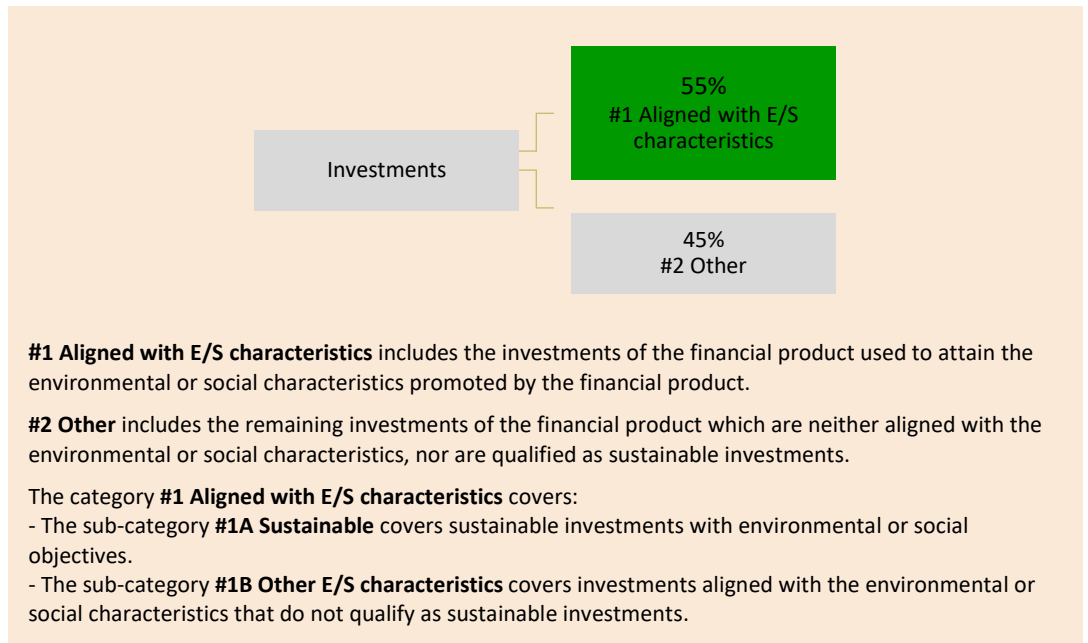 55%
#1 Aligned with E/S
characteristics
Investments
45%
#2 Other
#1 Aligned with E/S characteristics includes the investments of the financial product used to attain the
environmental or social characteristics promoted by the financial product.
#2 Other includes the remaining investments of the financial product which are neither aligned with the
environmental or social characteristics, nor are qualified as sustainable investments.
The category #1 Aligned with E/S characteristics covers:
- The sub-category #1A Sustainable covers sustainable investments with environmental or social
objectives.
- The sub-category #1B Other E/S characteristics covers investments aligned with the environmental or
social characteristics that do not qualify as sustainable investments.